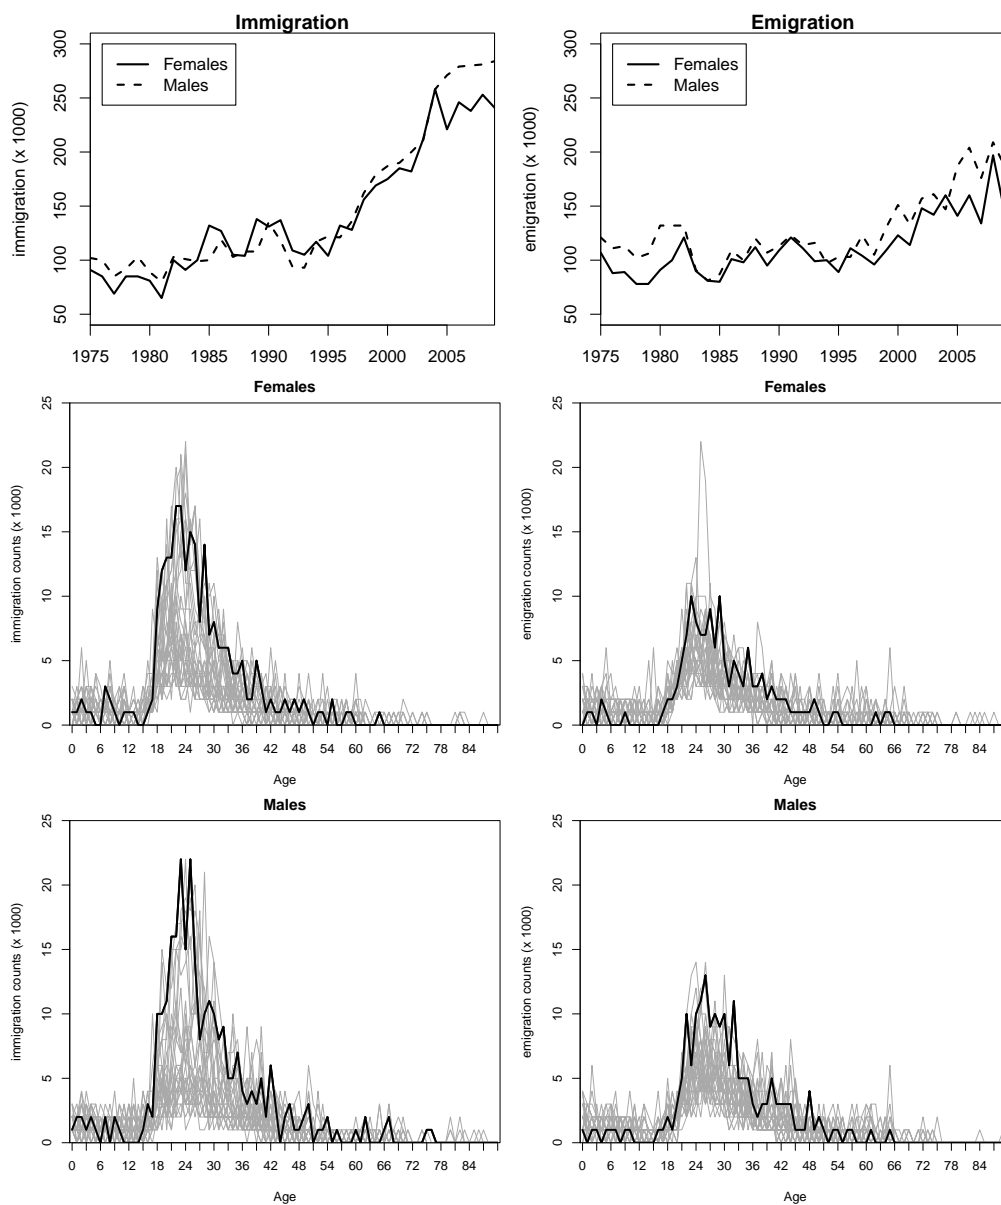 Immigration
300
250
200
150
100
50
immigration (x 1000)
Females
Males
1975 1980 1985 1990 1995 2000 2005
Emigration
300
250
200
150
100
50
emigration (x 1000)
Females
Males
1975 1980 1985 1990 1995 2000 2005
Females
25
20
15
10
5
0
immigration counts (x 1000)
0 6 12 18 24 30 36 42 48 54 60 66 72 78 84
Age
Females
25
20
15
10
5
0
emigration counts (x 1000)
0 6 12 18 24 30 36 42 48 54 60 66 72 78 84
Age
Males
25
20
15
10
5
0
immigration counts (x 1000)
0 6 12 18 24 30 36 42 48 54 60 66 72 78 84
Age
Males
25
20
15
10
5
0
emigration counts (x 1000)
0 6 12 18 24 30 36 42 48 54 60 66 72 78 84
Age